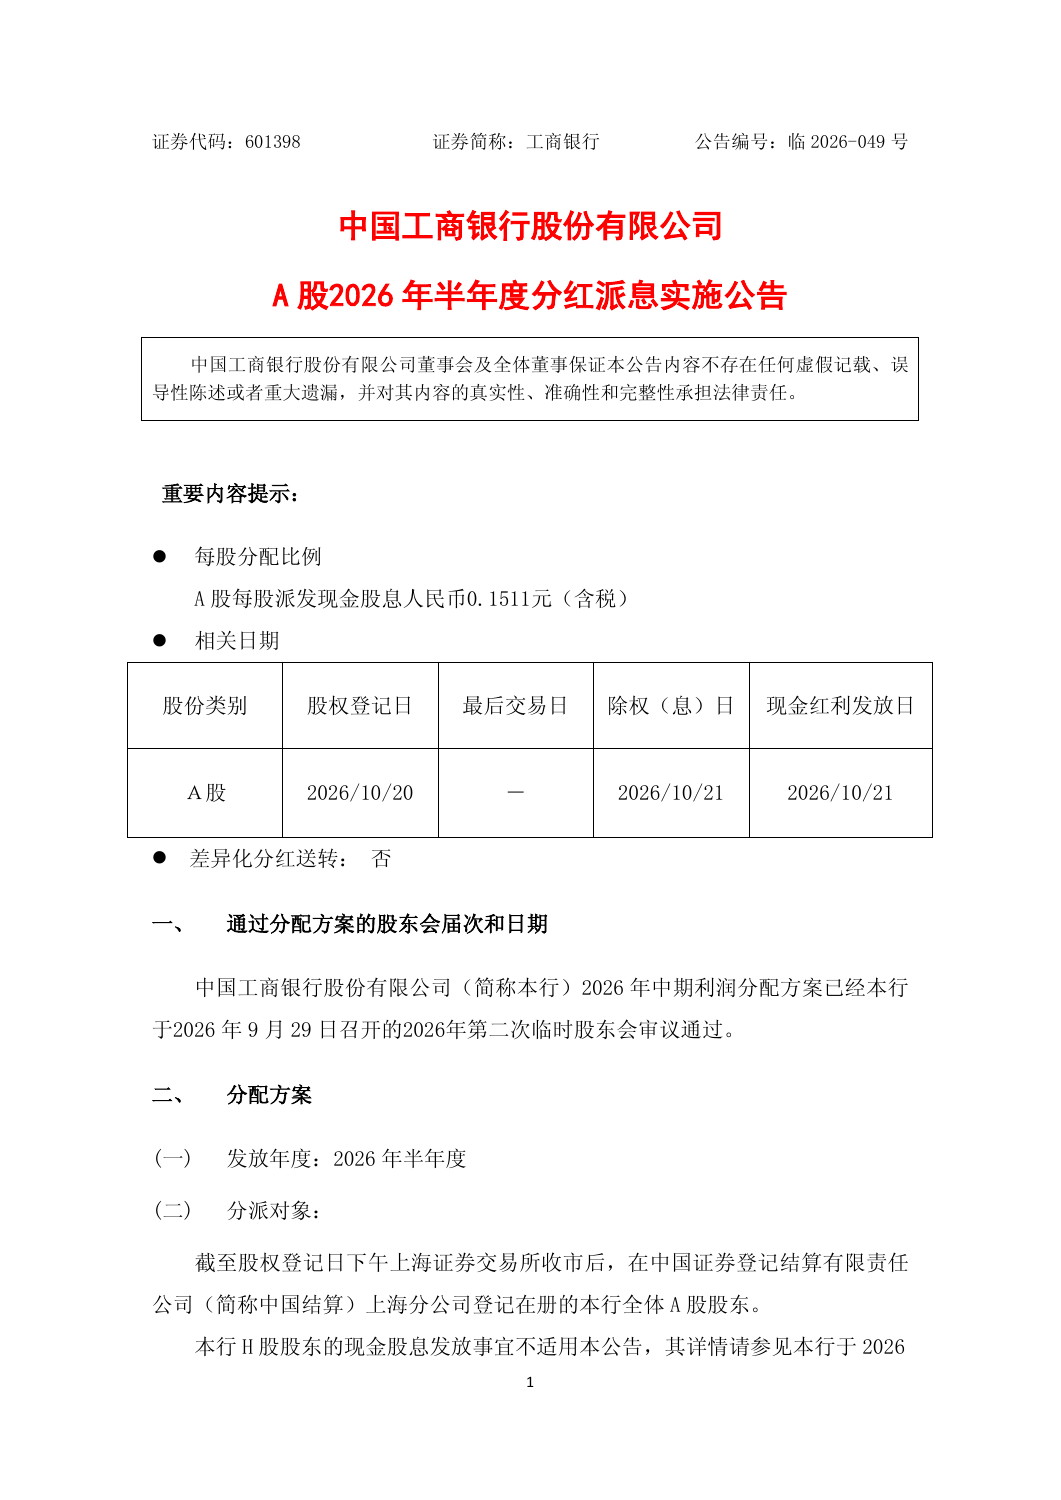 证券代码：601398 证券简称：工商银行 公告编号：临 2026-049 号
中国工商银行股份有限公司
A 股2026 年半年度分红派息实施公告
中国工商银行股份有限公司董事会及全体董事保证本公告内容不存在任何虚假记载、误
导性陈述或者重大遗漏，并对其内容的真实性、准确性和完整性承担法律责任。
重要内容提示：
● 每股分配比例
A 股每股派发现金股息人民币0.1511元（含税）
● 相关日期
股份类别 股权登记日 最后交易日 除权（息）日 现金红利发放日
A股 2026/10/20 － 2026/10/21 2026/10/21
● 差异化分红送转： 否
一、 通过分配方案的股东会届次和日期
中国工商银行股份有限公司（简称本行）2026 年中期利润分配方案已经本行
于2026 年 9 月 29 日召开的2026年第二次临时股东会审议通过。
二、 分配方案
(一) 发放年度：2026 年半年度
(二) 分派对象：
截至股权登记日下午上海证券交易所收市后，在中国证券登记结算有限责任
公司（简称中国结算）上海分公司登记在册的本行全体 A 股股东。
本行 H 股股东的现金股息发放事宜不适用本公告，其详情请参见本行于 2026
1